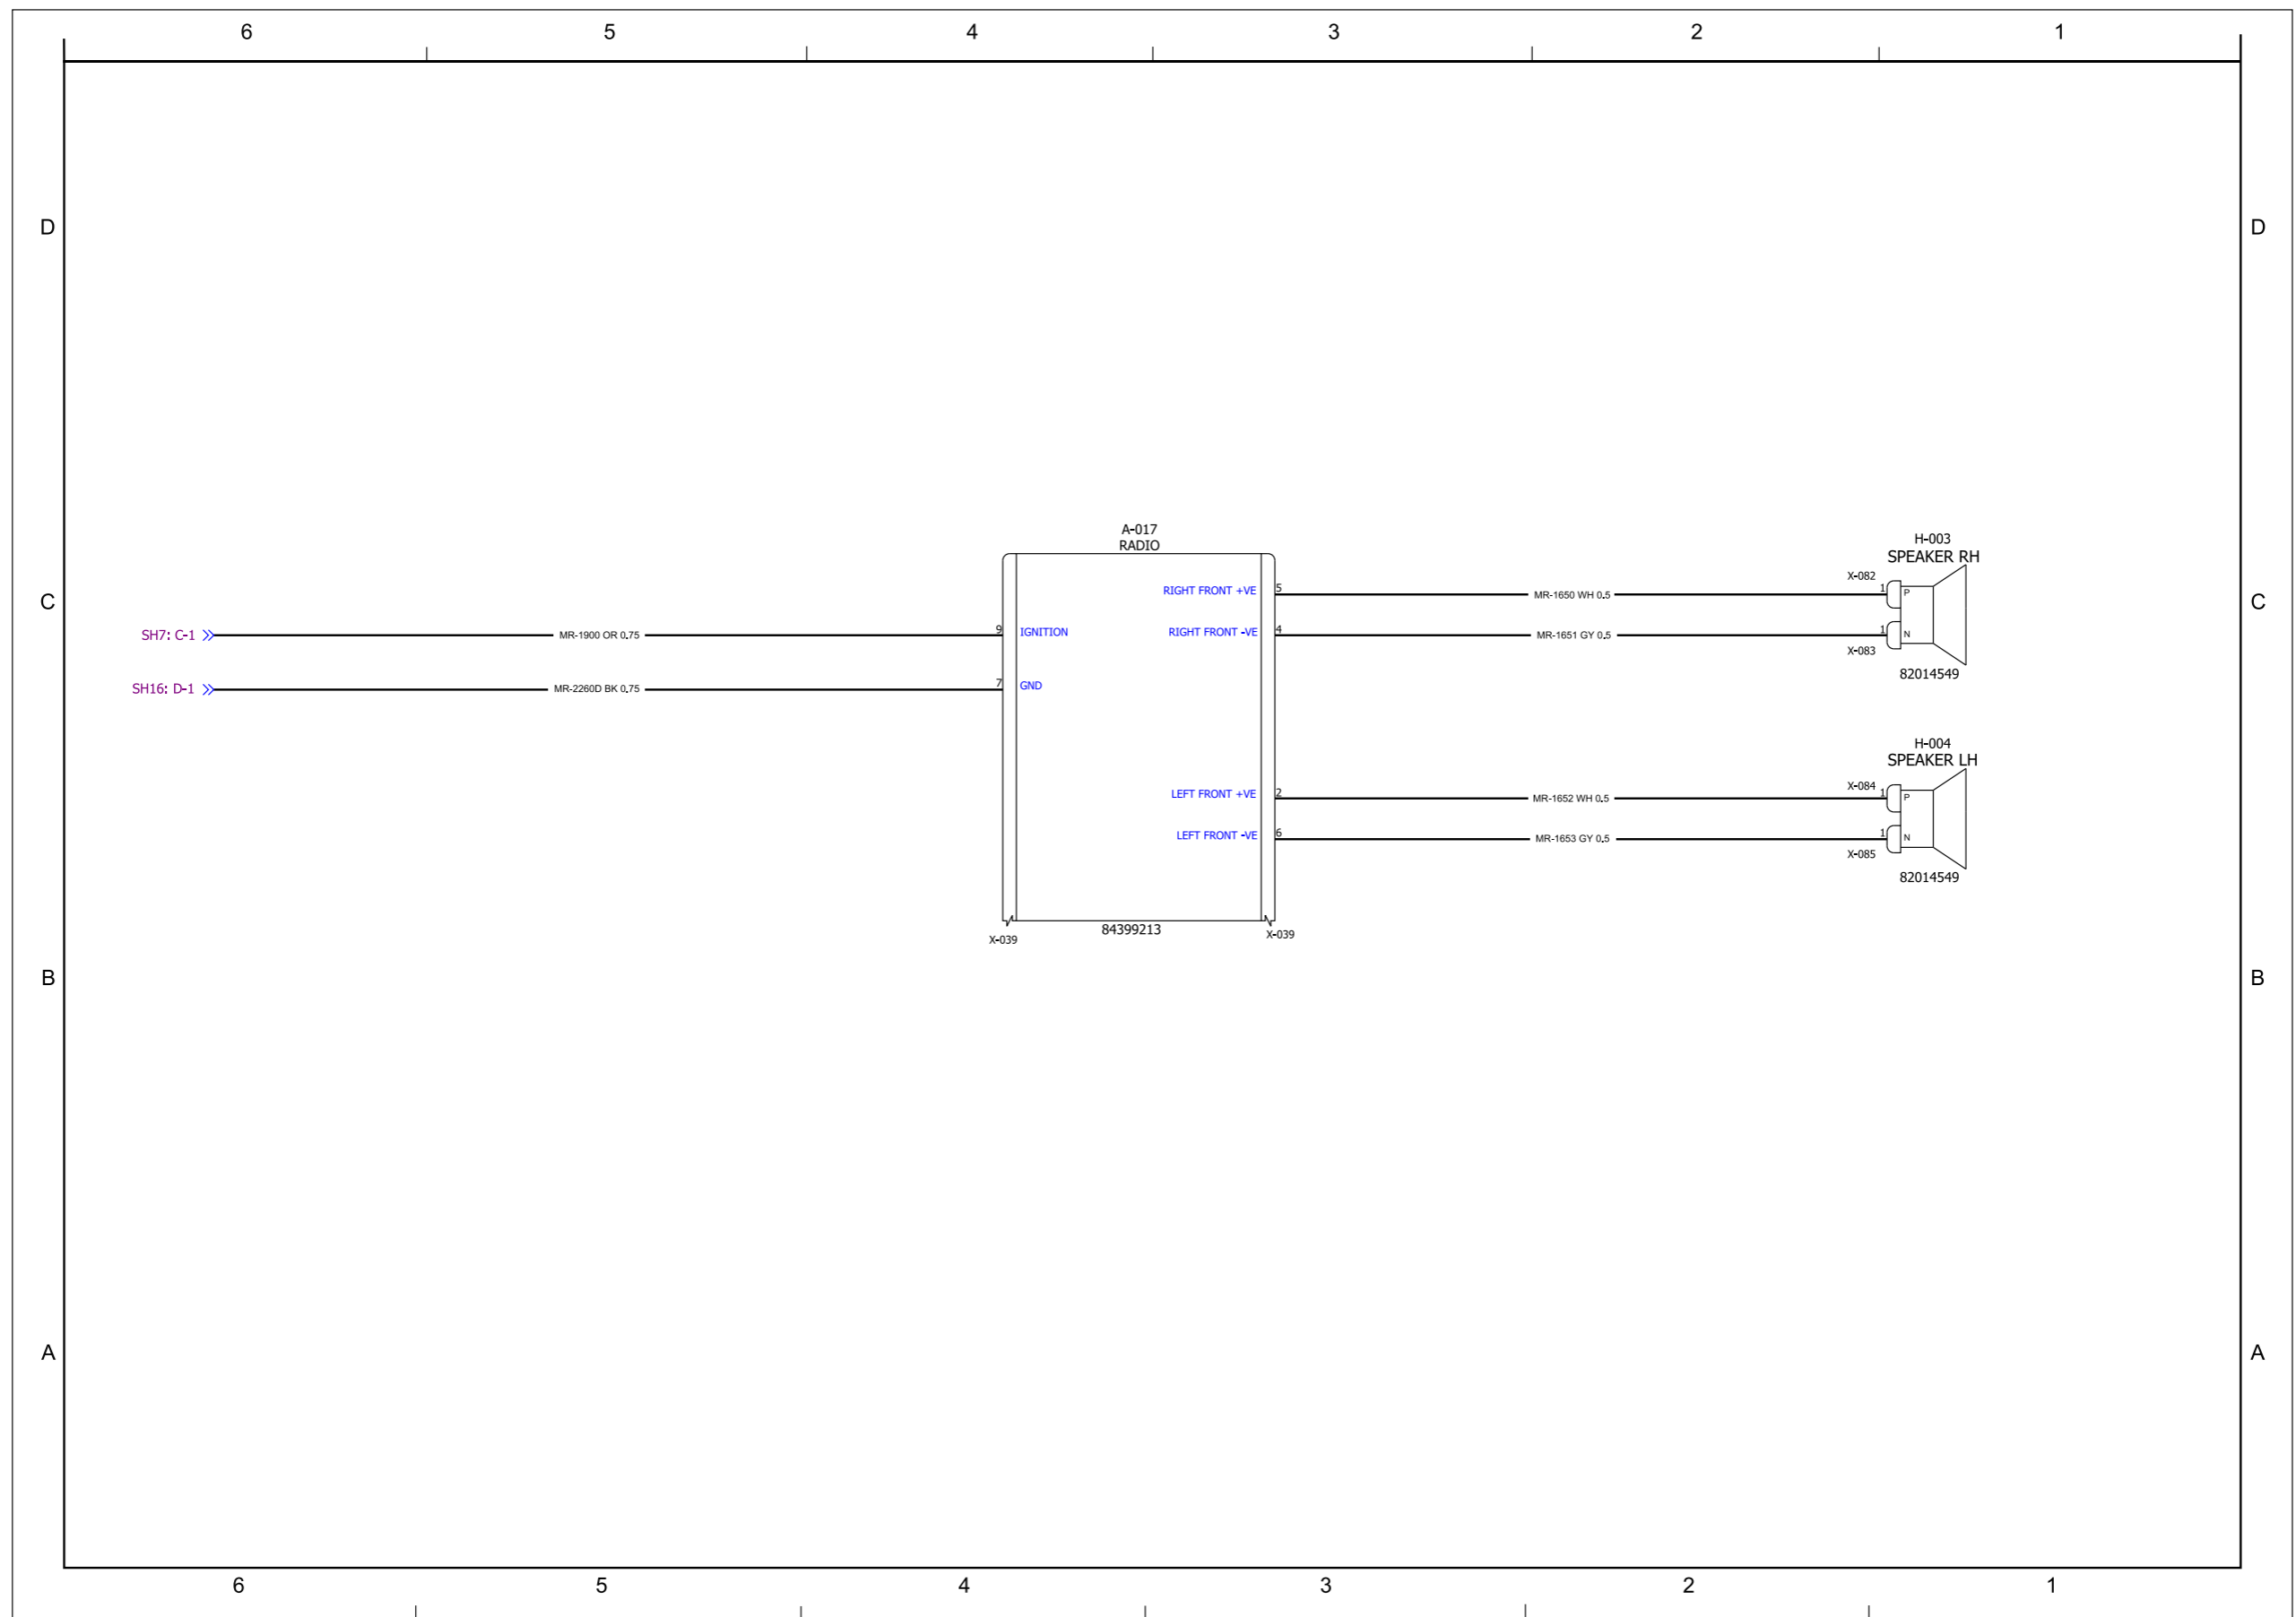 6 5 4 3 2 1
D D
A-017
RADIO
H-003
SPEAKER RH
X-082
RIGHT FRONT +VE 5 MR-1650 WH 0.5 1 P
C C
SH7: C-1 MR-1900 OR 0.75 9 IGNITION RIGHT FRONT -VE 4 MR-1651 GY 0.5 1 N
X-083
82014549
SH16: D-1 MR-2260D BK 0.75 7 GND
H-004
SPEAKER LH
X-084
LEFT FRONT +VE 2 MR-1652 WH 0.5 1 P
LEFT FRONT -VE 6 MR-1653 GY 0.5 1 N
X-085
82014549
84399213
X-039 X-039
B B
A A
6 5 4 3 2 1